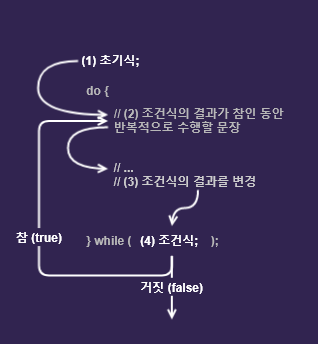 (1) 초기식;
do {
// (2) 조건식의 결과가 참인 동안
반복적으로 수행할 문장
// ...
// (3) 조건식의 결과를 변경
참 (true)
} while ( (4) 조건식; );
거짓 (false)